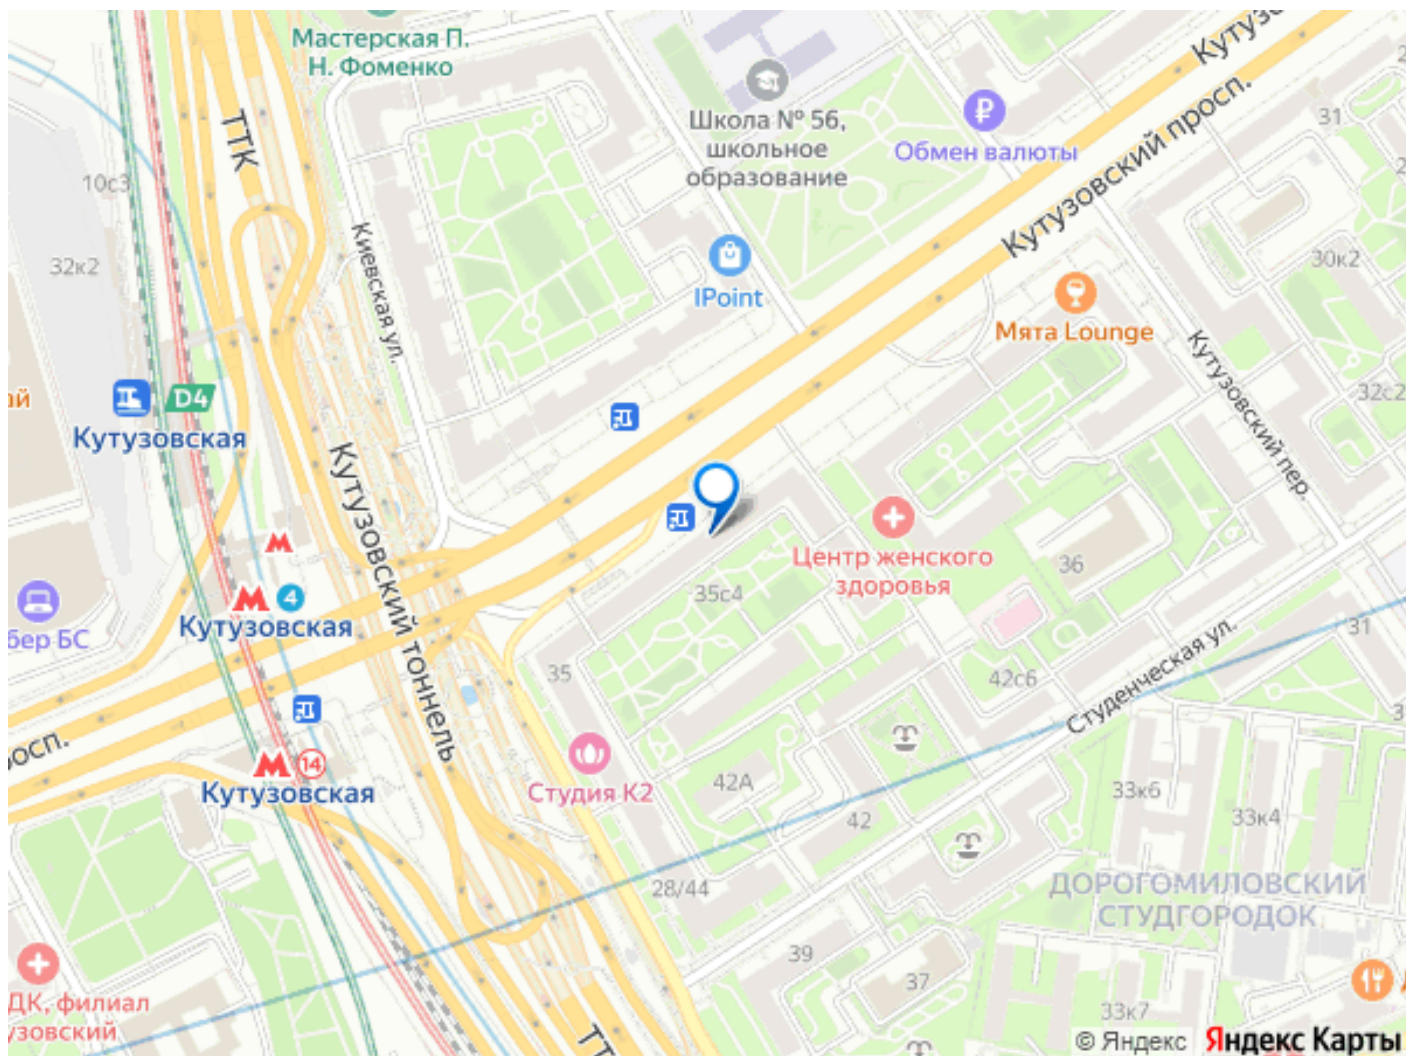 Мастерская П.
Н. Фоменко
Кутузовский просп.
ТТК
Школа № 56,
школьное
образование
Обмен валюты
31
10с3
32к2
Киевская ул.
30к2
IPoint
Мята Lounge
Кутузовский пер.
D4
Кутузовская
32с2
Кутузовский тоннель
Центр женского
здоровья
36
35с4
4
Кутузовская
бер БС
35
42с6
Студенческая ул.
31
просп.
14
Кутузовская
Студия К2
42А
42
33к6
33к4
28/44
ДОРОГОМИЛОВСКИЙ
СТУДГОРОДОК
39
37
33к7
ДК, филиал
узовский
ТТК
© Яндекс
Яндекс Карты